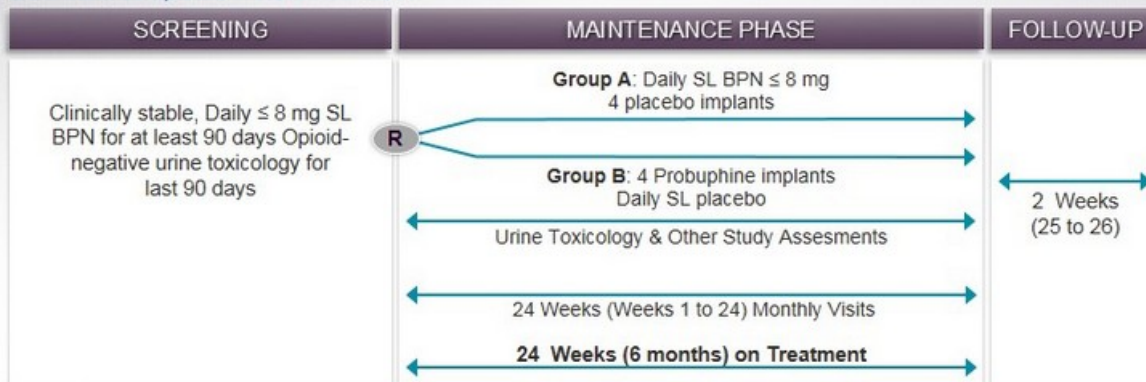 SCREENING
MAINTENANCE PHASE
FOLLOW-UP
Clinically stable, Daily ≤ 8 mg SL
BPN for at least 90 days Opioid-
negative urine toxicology for
last 90 days
R
Group A: Daily SL BPN ≤ 8 mg
4 placebo implants
Group B: 4 Probuphine implants
Daily SL placebo
Urine Toxicology & Other Study Assesments
24 Weeks (Weeks 1 to 24) Monthly Visits
24 Weeks (6 months) on Treatment
2 Weeks
(25 to 26)